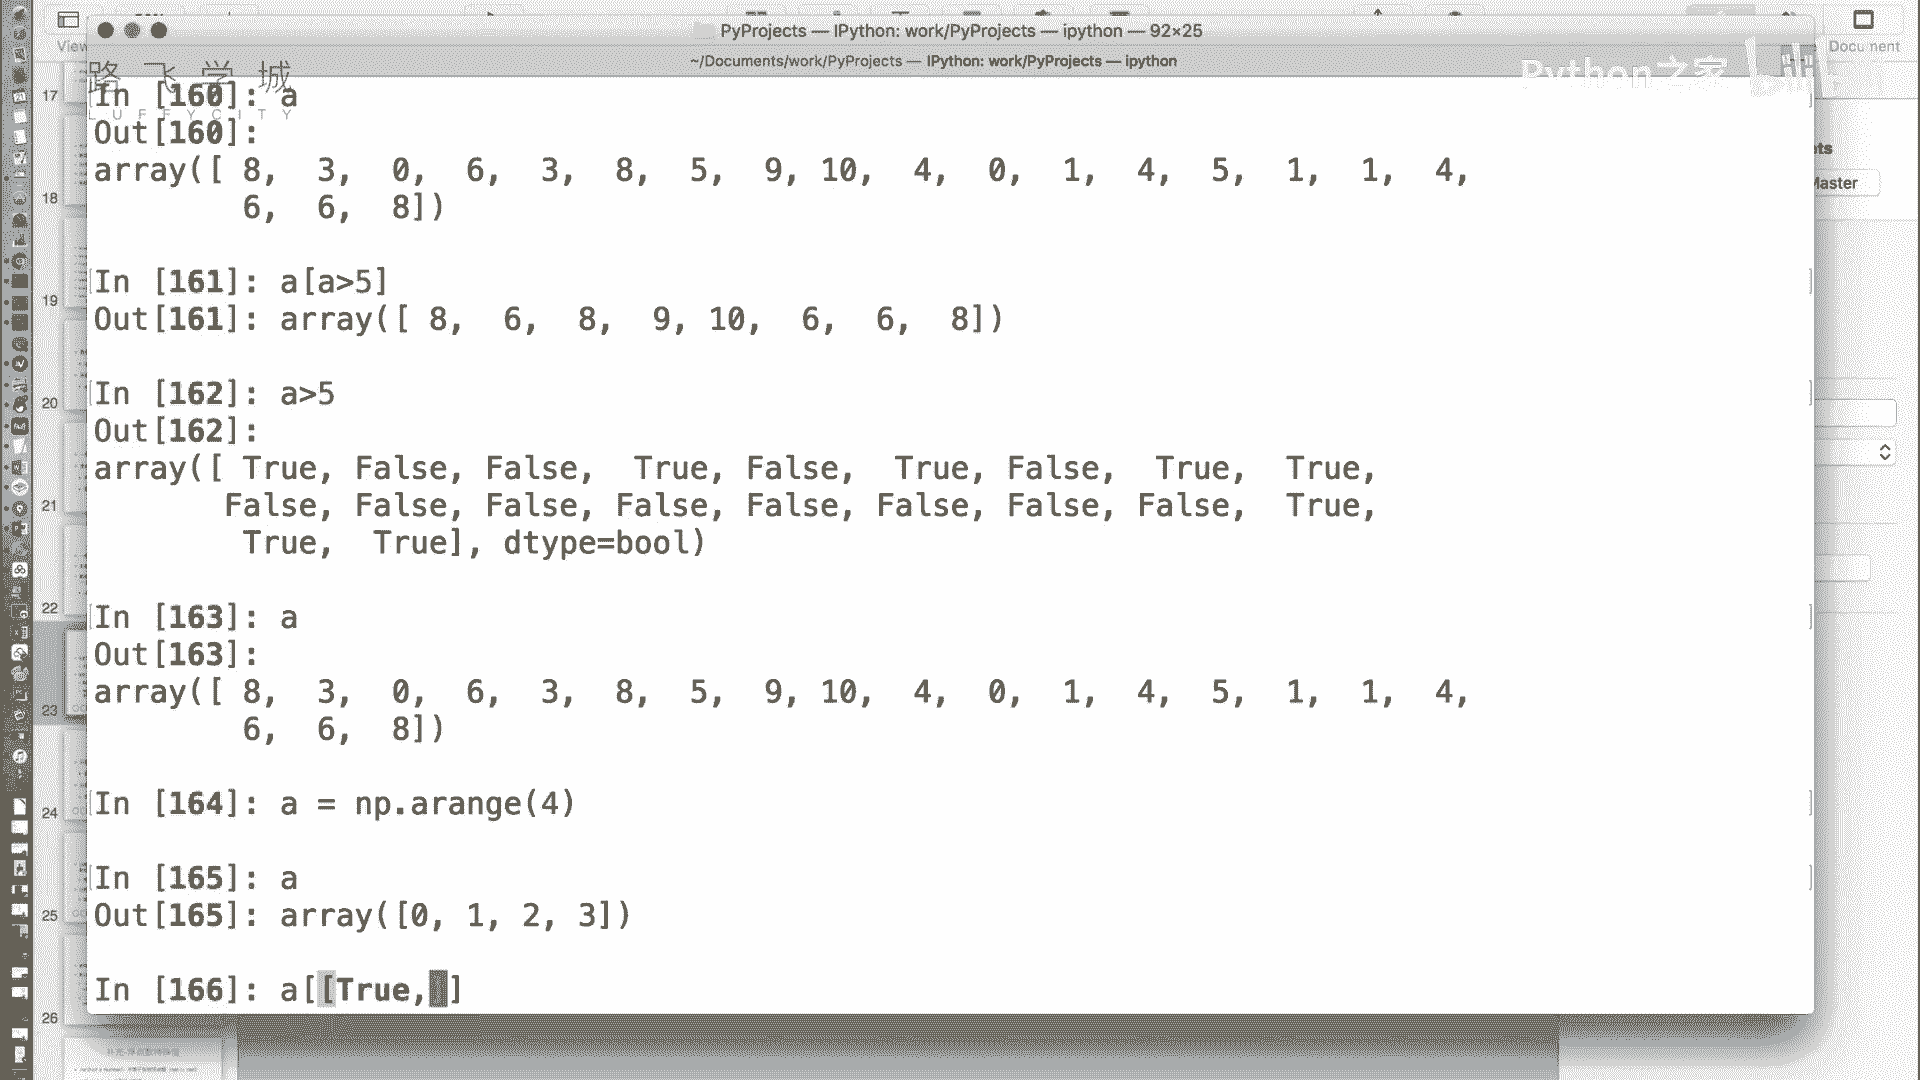 PyProjects — IPython: work/PyProjects — ipython — 92×25
View
Document
~/Documents/work/PyProjects — IPython: work/PyProjects — ipython
路飞学城
LUFFYCITY
Python之家
In [160]: a
Out[160]:
array([ 8,  3,  0,  6,  3,  8,  5,  9, 10,  4,  0,  1,  4,  5,  1,  1,  4,
        6,  6,  8])
In [161]: a[a>5]
Out[161]: array([ 8,  6,  8,  9, 10,  6,  6,  8])
In [162]: a>5
Out[162]:
array([ True, False, False,  True, False,  True, False,  True,  True,
       False, False, False, False, False, False, False, False,  True,
        True,  True], dtype=bool)
In [163]: a
Out[163]:
array([ 8,  3,  0,  6,  3,  8,  5,  9, 10,  4,  0,  1,  4,  5,  1,  1,  4,
        6,  6,  8])
In [164]: a = np.arange(4)
In [165]: a
Out[165]: array([0, 1, 2, 3])
In [166]: a[[True,]]
17
18
19
20
21
22
23
24
25
26